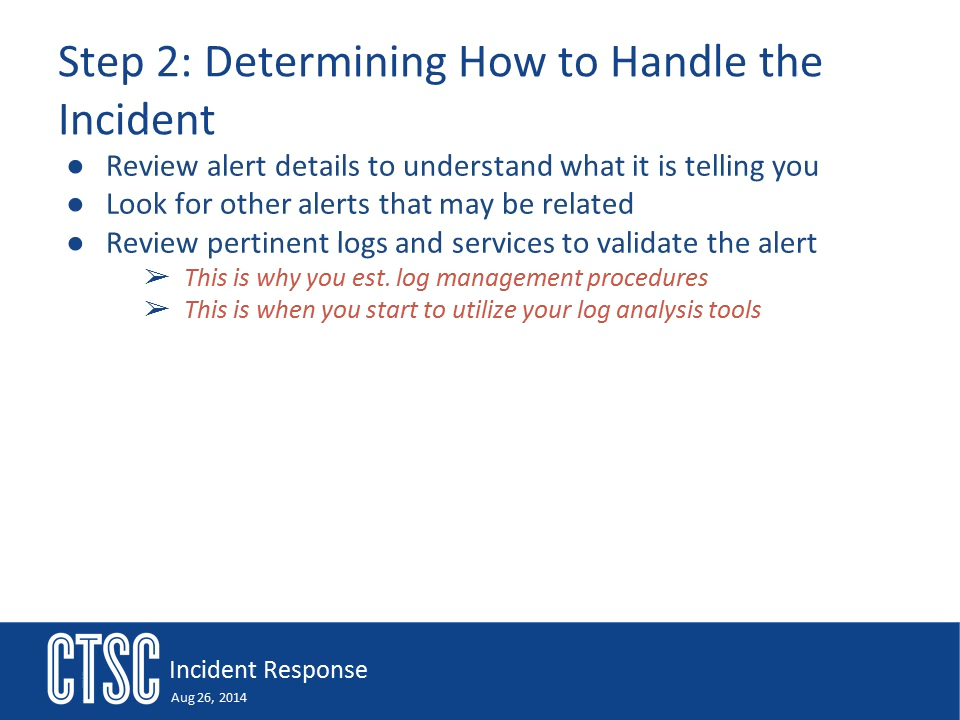 Step 2: Determining How to Handle the
Incident
● Review alert details to understand what it is telling you
● Look for other alerts that may be related
● Review pertinent logs and services to validate the alert
➢ This is why you est. log management procedures
➢ This is when you start to utilize your log analysis tools
CTSC Incident Response
Aug 26, 2014